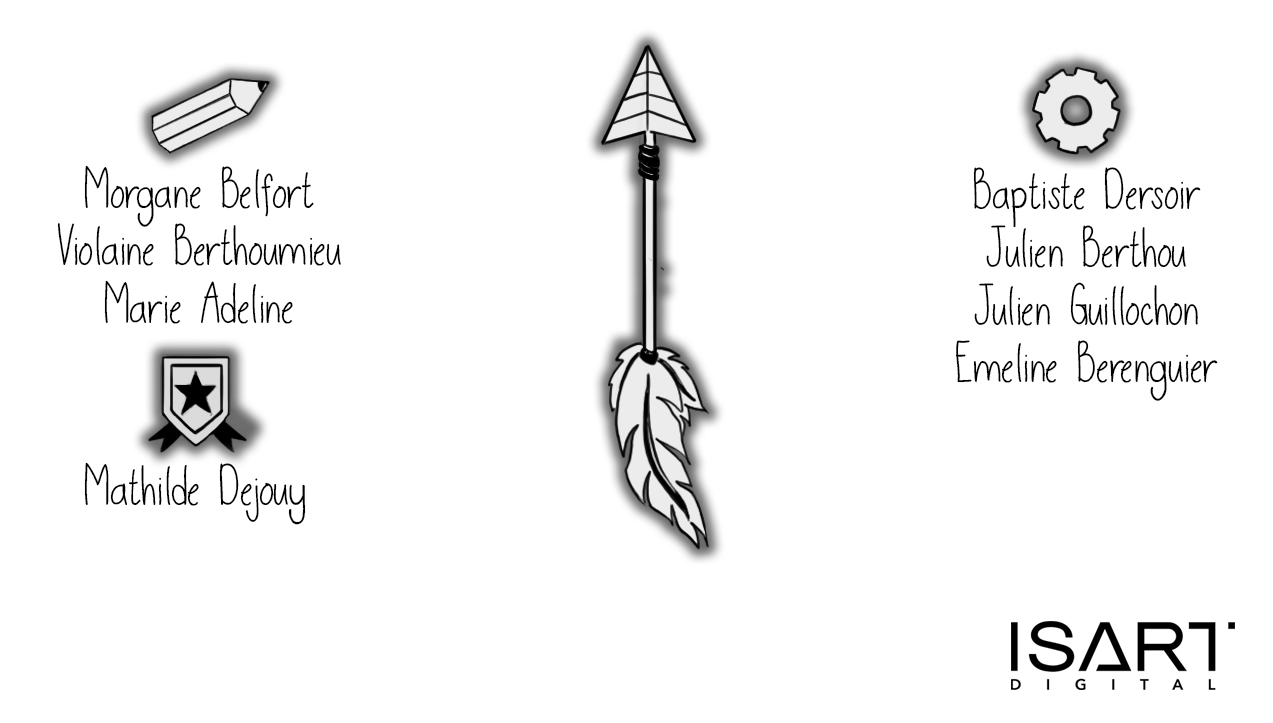 Morgane Belfort
Violaine Berthoumieu
Marie Adeline
Mathilde Dejouy
Baptiste Dersoir
Julien Berthou
Julien Guillochon
Emeline Berenguier
ISART
DIGITAL